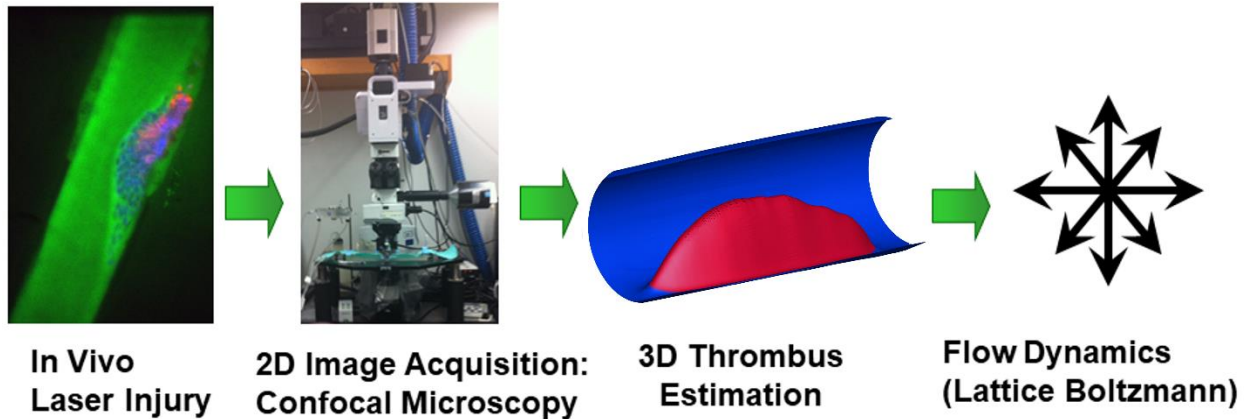 In Vivo
Laser Injury
2D Image Acquisition:
Confocal Microscopy
3D Thrombus
Estimation
Flow Dynamics
(Lattice Boltzmann)